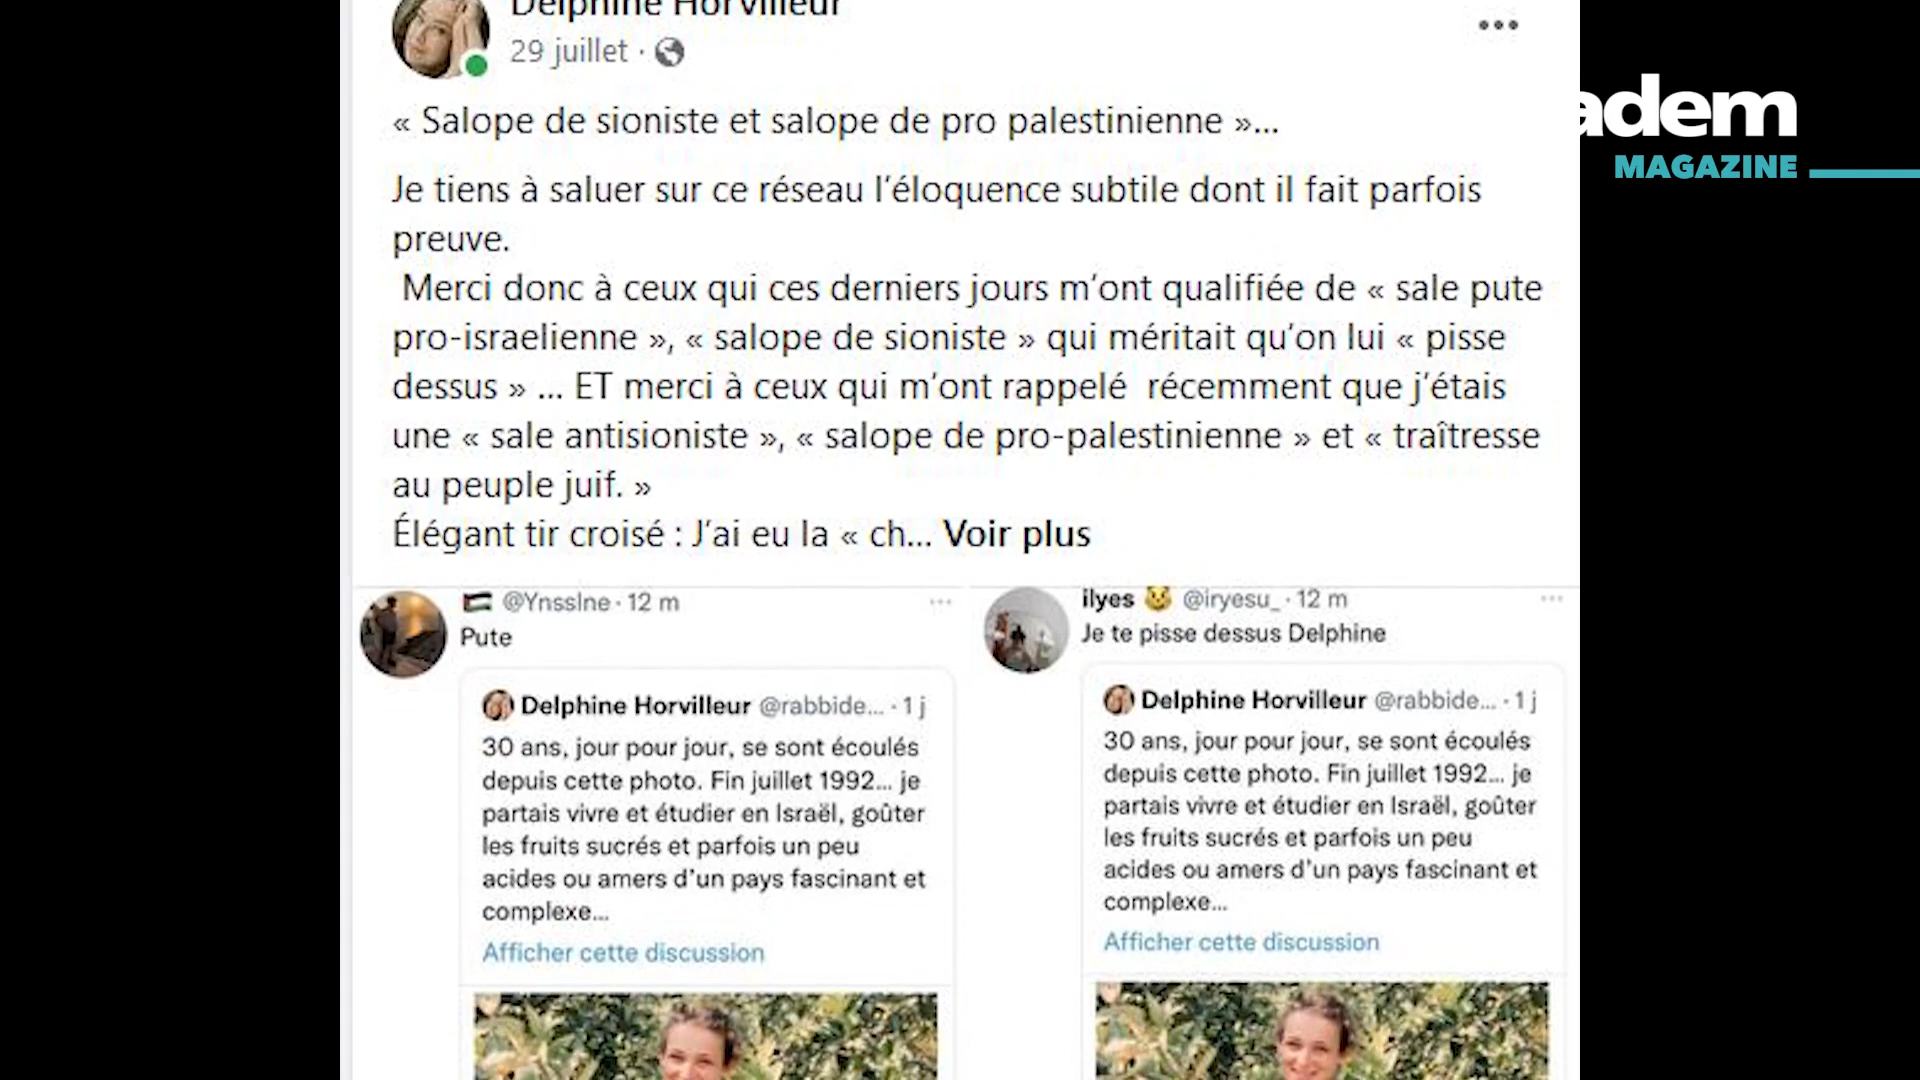 Delphine Horvilleur
29 juillet ·
« Salope de sioniste et salope de pro palestinienne »...
Je tiens à saluer sur ce réseau l’éloquence subtile dont il fait parfois
preuve.
Merci donc à ceux qui ces derniers jours m’ont qualifiée de « sale pute
pro-israelienne », « salope de sioniste » qui méritait qu’on lui « pisse
dessus » ... ET merci à ceux qui m’ont rappelé récemment que j’étais
une « sale antisioniste », « salope de pro-palestinienne » et « traîtresse
au peuple juif. »
Élégant tir croisé : J’ai eu la « ch... Voir plus
@YnssIne · 12 m
Pute
Delphine Horvilleur @rabbide... · 1 j
30 ans, jour pour jour, se sont écoulés
depuis cette photo. Fin juillet 1992... je
partais vivre et étudier en Israël, goûter
les fruits sucrés et parfois un peu
acides ou amers d’un pays fascinant et
complexe...
Afficher cette discussion
ilyes @iryesu_ · 12 m
Je te pisse dessus Delphine
Delphine Horvilleur @rabbide... · 1 j
30 ans, jour pour jour, se sont écoulés
depuis cette photo. Fin juillet 1992... je
partais vivre et étudier en Israël, goûter
les fruits sucrés et parfois un peu
acides ou amers d’un pays fascinant et
complexe...
Afficher cette discussion
adem
MAGAZINE